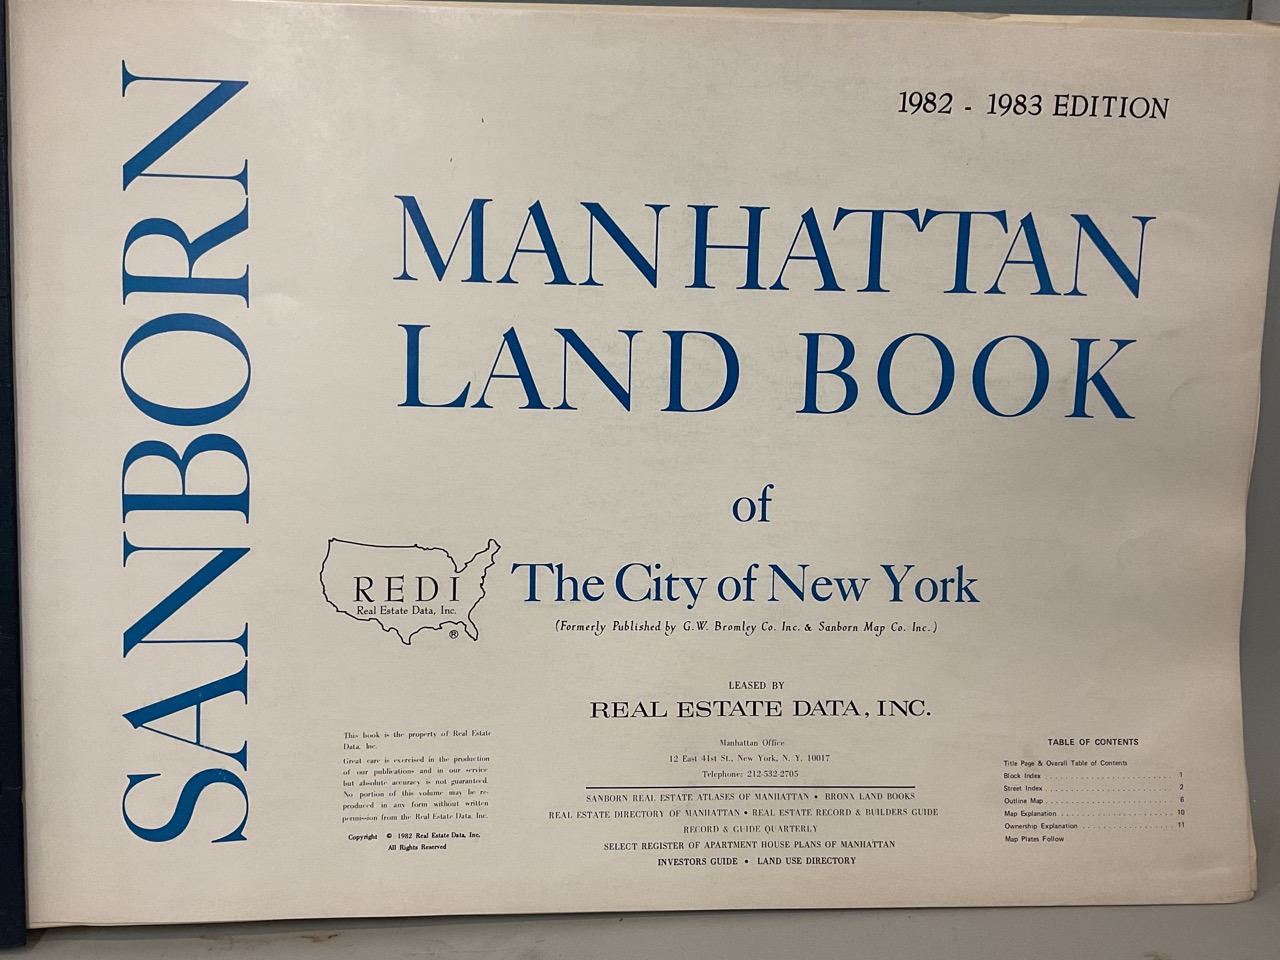 SANBORN
1982 - 1983 EDITION
MANHATTAN
LAND BOOK
of
The City of New York
(Formerly Published by G.W. Bromley Co. Inc. & Sanborn Map Co. Inc.)
REDI
Real Estate Data, Inc.
®
LEASED BY
REAL ESTATE DATA, INC.
Manhattan Office
12 East 41st St., New York, N. Y. 10017
Telephone: 212-532-2705
SANBORN REAL ESTATE ATLASES OF MANHATTAN • BRONX LAND BOOKS
REAL ESTATE DIRECTORY OF MANHATTAN • REAL ESTATE RECORD & BUILDERS GUIDE
RECORD & GUIDE QUARTERLY
SELECT REGISTER OF APARTMENT HOUSE PLANS OF MANHATTAN
INVESTORS GUIDE • LAND USE DIRECTORY
This book is the property of Real Estate
Data, Inc.
Great care is exercised in the production
of our publications and in our service
but absolute accuracy is not guaranteed.
No portion of this volume may be re-
produced in any form without written
permission from the Real Estate Data, Inc.
Copyright © 1982 Real Estate Data, Inc.
All Rights Reserved
TABLE OF CONTENTS
Title Page & Overall Table of Contents
Block Index . . . . . . . . . . . . . . . . . . . . . . . . . . 1
Street Index . . . . . . . . . . . . . . . . . . . . . . . . . . 2
Outline Map . . . . . . . . . . . . . . . . . . . . . . . . . . 6
Map Explanation . . . . . . . . . . . . . . . . . . . . . . . 10
Ownership Explanation . . . . . . . . . . . . . . . . . . 11
Map Plates Follow